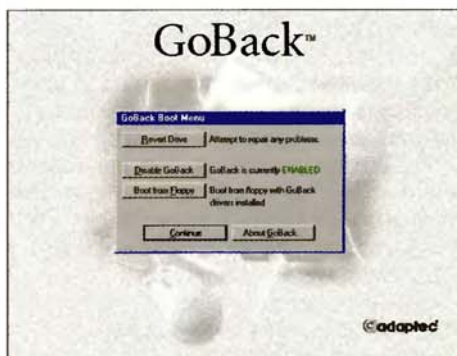 GoBack™
GoBack Boot Menu
Revert Drive Attempt to repair any problems.
Disable GoBack GoBack is currently ENABLED
Boot from Floppy Boot from floppy with GoBack
drivers installed
Continue About GoBack
adaptec